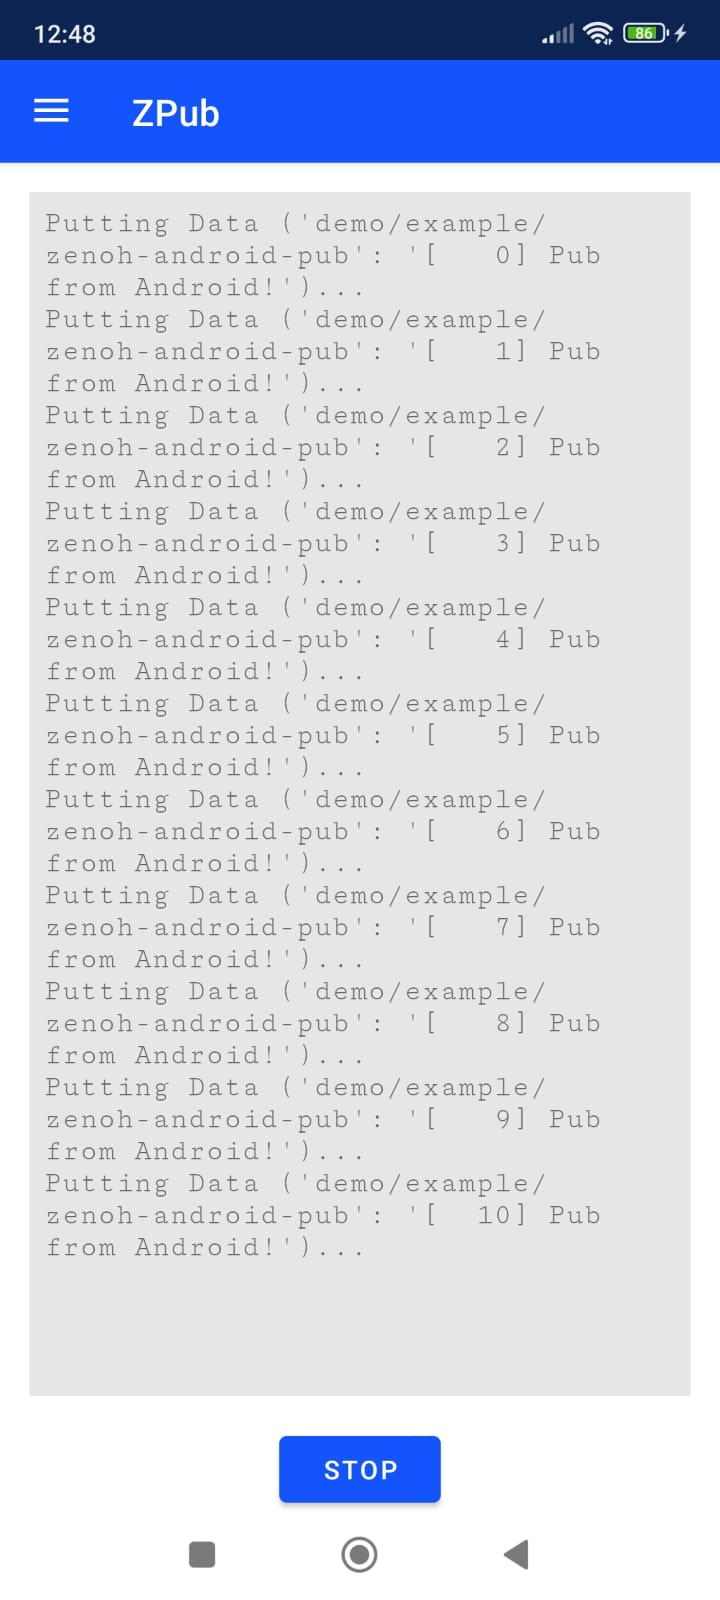 12:48
86
ZPub
Putting Data ('demo/example/
zenoh-android-pub': '[   0] Pub
from Android!')...
Putting Data ('demo/example/
zenoh-android-pub': '[   1] Pub
from Android!')...
Putting Data ('demo/example/
zenoh-android-pub': '[   2] Pub
from Android!')...
Putting Data ('demo/example/
zenoh-android-pub': '[   3] Pub
from Android!')...
Putting Data ('demo/example/
zenoh-android-pub': '[   4] Pub
from Android!')...
Putting Data ('demo/example/
zenoh-android-pub': '[   5] Pub
from Android!')...
Putting Data ('demo/example/
zenoh-android-pub': '[   6] Pub
from Android!')...
Putting Data ('demo/example/
zenoh-android-pub': '[   7] Pub
from Android!')...
Putting Data ('demo/example/
zenoh-android-pub': '[   8] Pub
from Android!')...
Putting Data ('demo/example/
zenoh-android-pub': '[   9] Pub
from Android!')...
Putting Data ('demo/example/
zenoh-android-pub': '[  10] Pub
from Android!')...
STOP